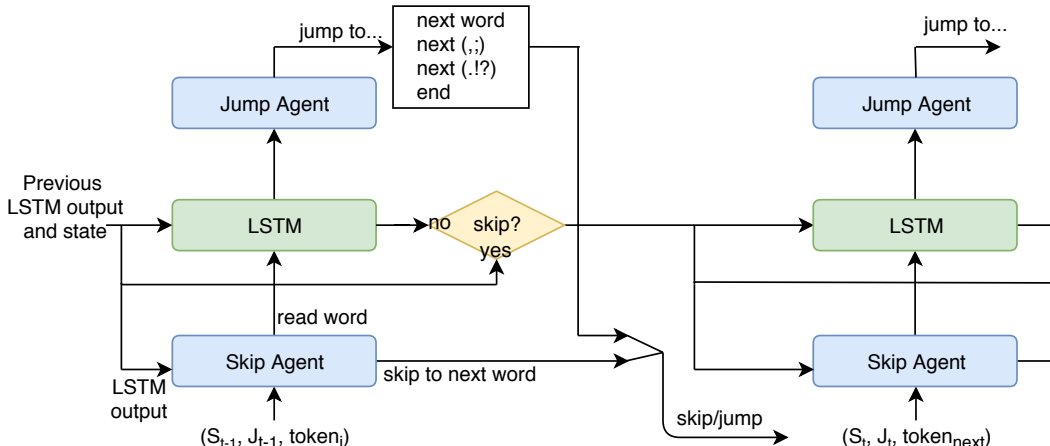 jump to...
next word
next (,;)
next (.!?)
end
jump to...
Jump Agent
Jump Agent
Previous
LSTM output
and state
LSTM
no
skip?
yes
LSTM
read word
Skip Agent
skip to next word
Skip Agent
LSTM
output
skip/jump
(St-1, Jt-1, tokeni)
(St, Jt, tokennext)